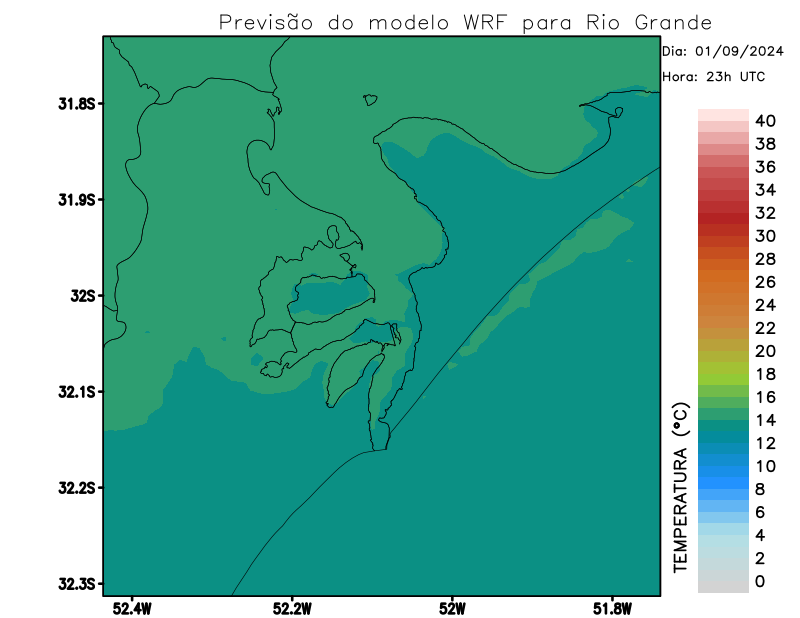 Previsão do modelo WRF para Rio Grande
Dia: 01/09/2024
Hora: 23h UTC
31.8S
31.9S
32S
32.1S
32.2S
32.3S
52.4W
52.2W
52W
51.8W
TEMPERATURA (°C)
40
38
36
34
32
30
28
26
24
22
20
18
16
14
12
10
8
6
4
2
0